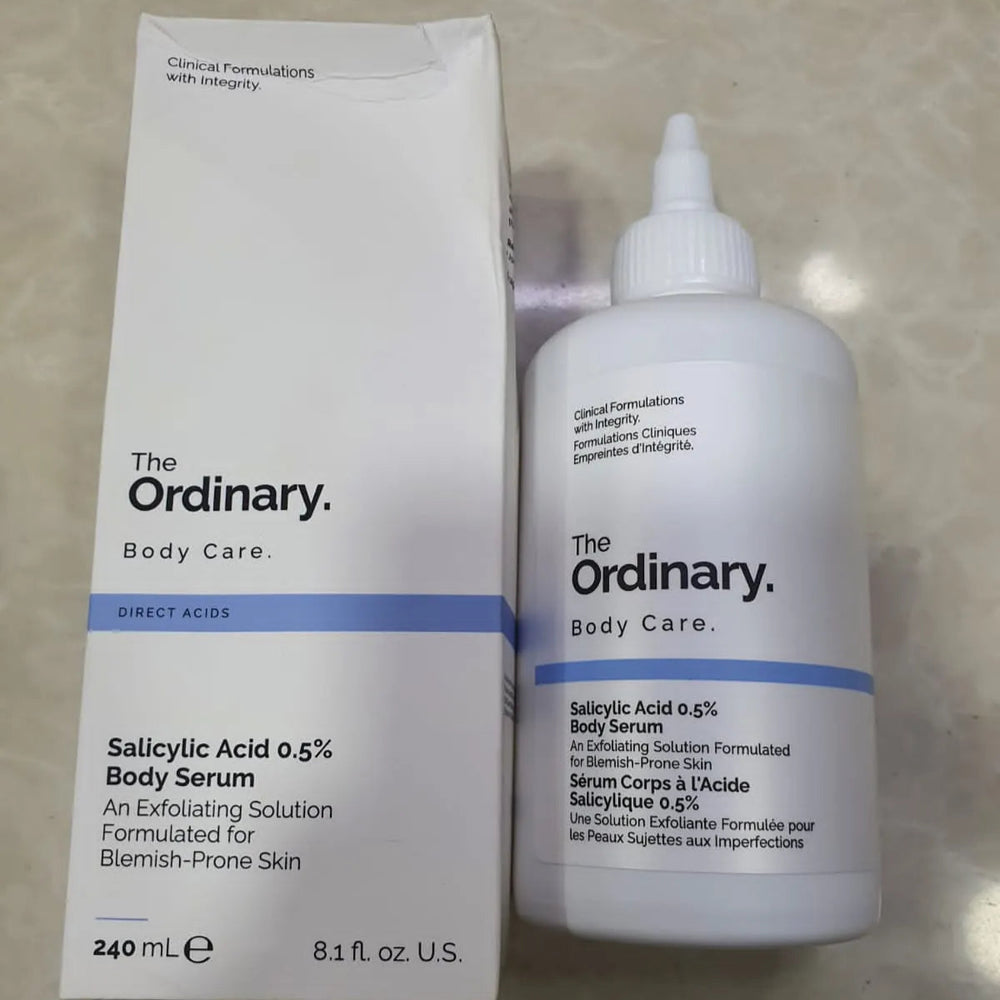 Clinical Formulations
with Integrity.
The
Ordinary.
Body Care.
DIRECT ACIDS
Salicylic Acid 0.5%
Body Serum
An Exfoliating Solution
Formulated for
Blemish-Prone Skin
240 mL ℮
8.1 fl. oz. U.S.
Clinical Formulations
with Integrity.
Formulations Cliniques
Empreintes d'Intégrité.
The
Ordinary.
Body Care.
Salicylic Acid 0.5%
Body Serum
An Exfoliating Solution Formulated
for Blemish-Prone Skin
Sérum Corps à l'Acide
Salicylique 0.5%
Une Solution Exfoliante Formulée pour
les Peaux Sujettes aux Imperfections